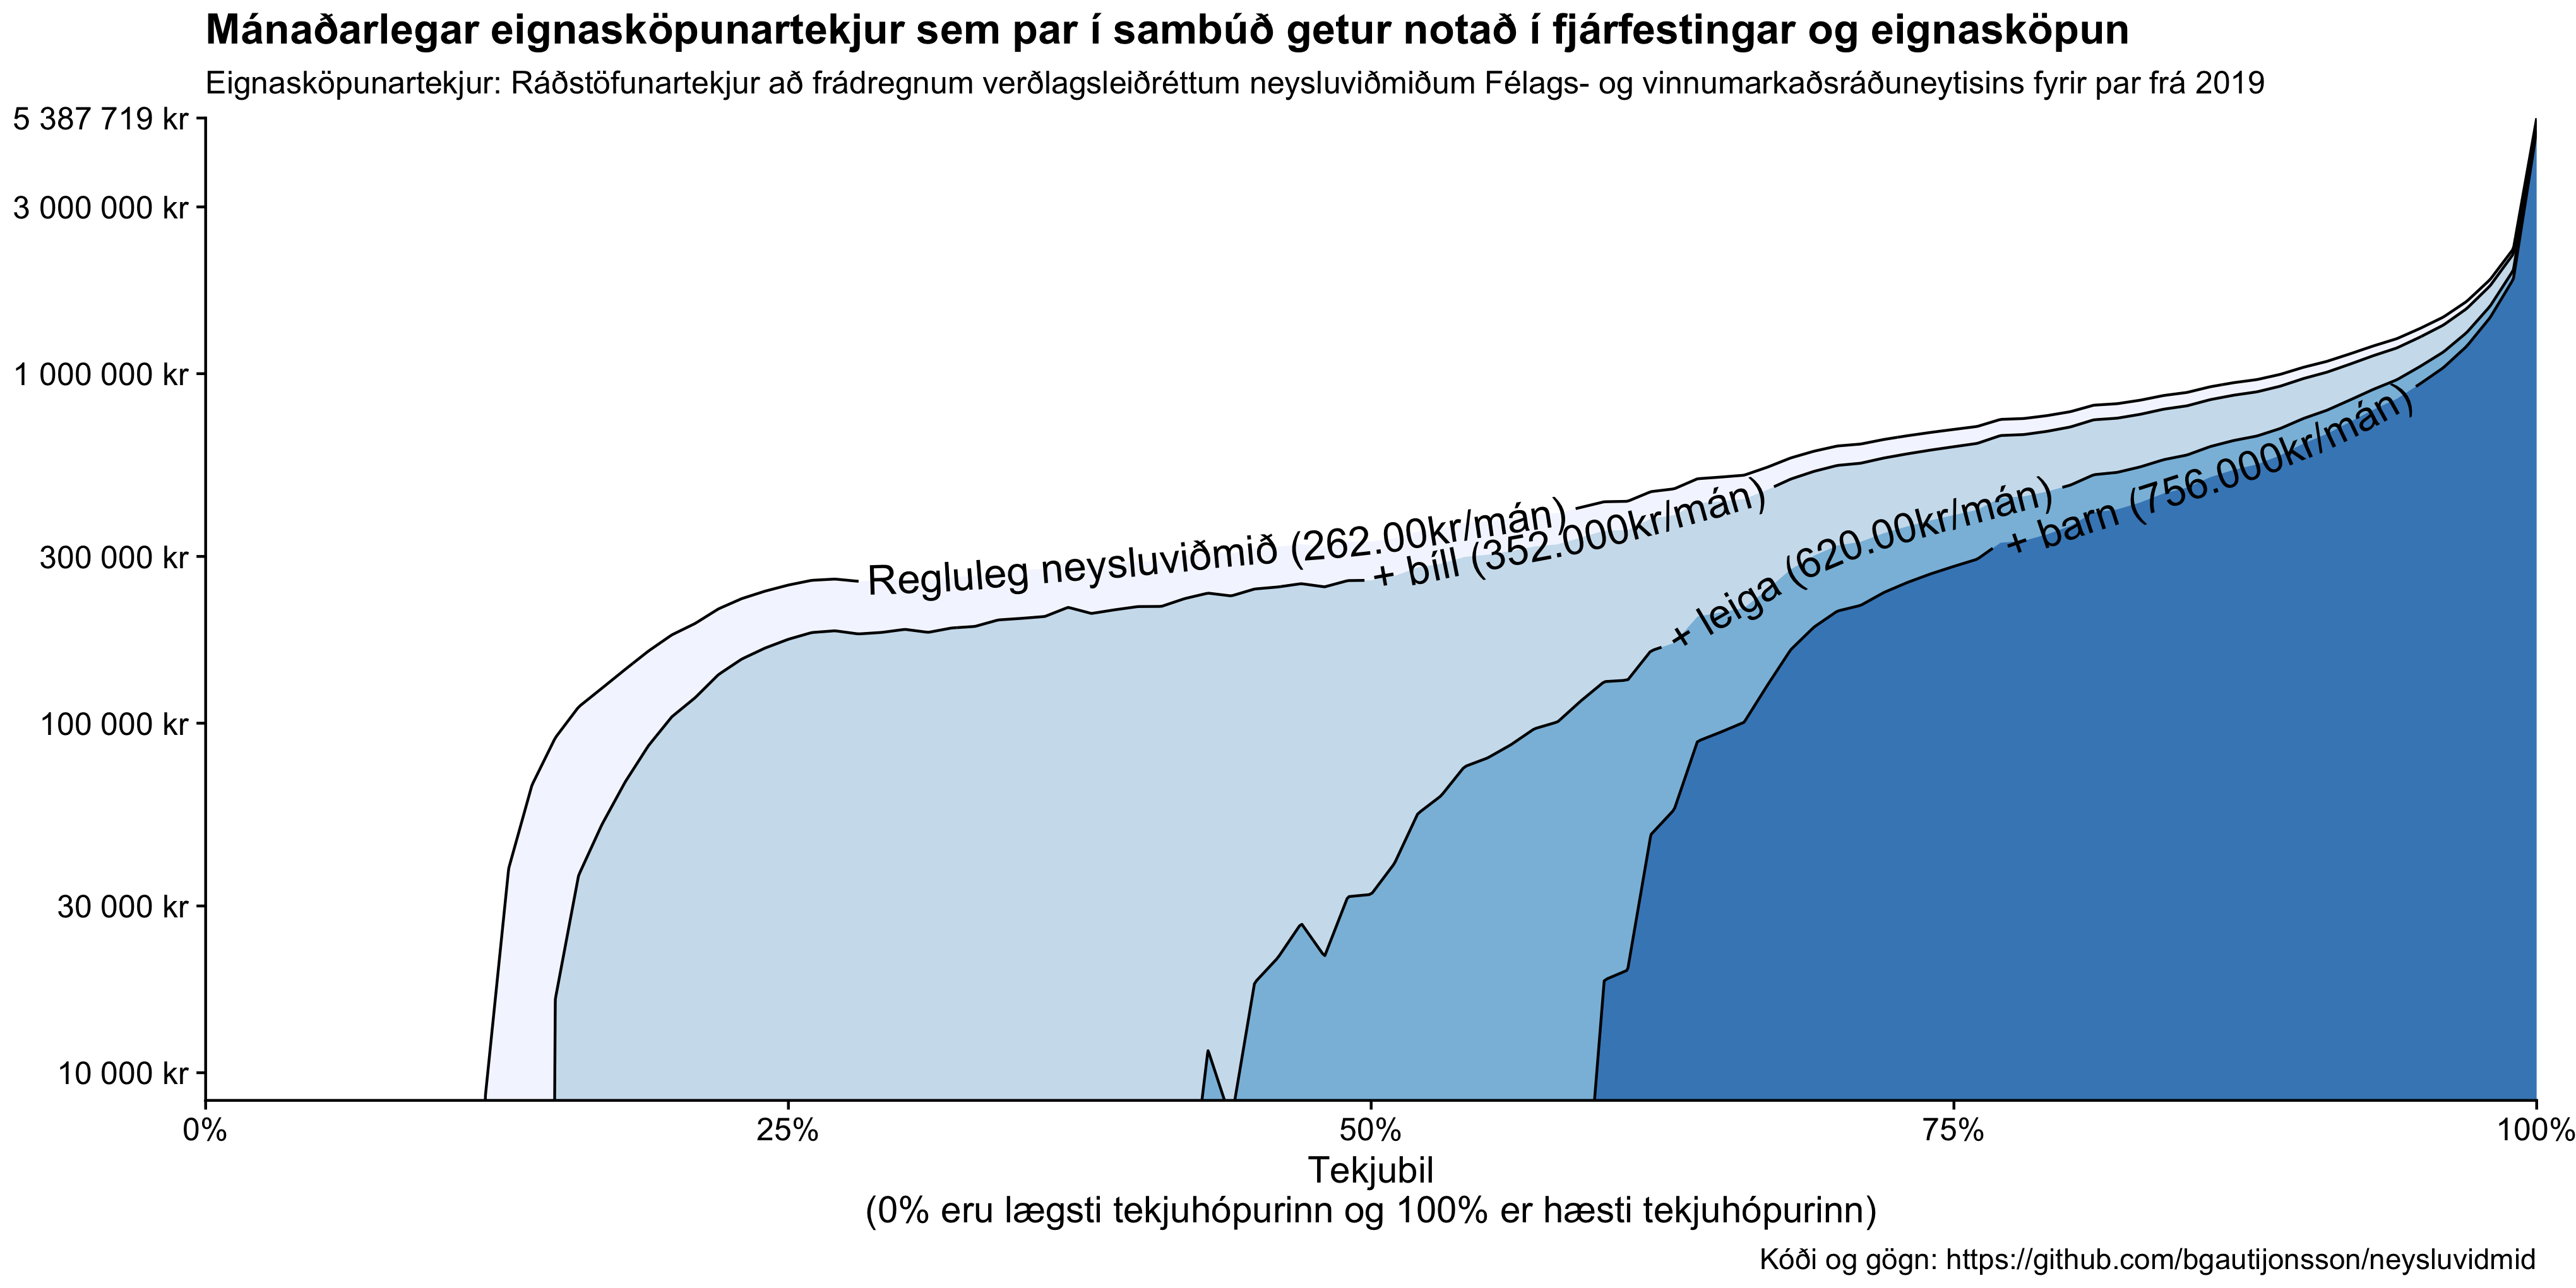 Mánaðarlegar eignasköpunartekjur sem par í sambúð getur notað í fjárfestingar og eignasköpun
Eignasköpunartekjur: Ráðstöfunartekjur að frádregnum verðlagsleiðréttum neysluviðmiðum Félags- og vinnumarkaðsráðuneytisins fyrir par frá 2019
5 387 719 kr
3 000 000 kr
1 000 000 kr
300 000 kr
100 000 kr
30 000 kr
10 000 kr
Regluleg neysluviðmið (262.00kr/mán)
+ bíll (352.000kr/mán)
+ leiga (620.00kr/mán)
+ barn (756.000kr/mán)
0%
25%
50%
75%
100%
Tekjubil
(0% eru lægsti tekjuhópurinn og 100% er hæsti tekjuhópurinn)
Kóði og gögn: https://github.com/bgautijonsson/neysluvidmid